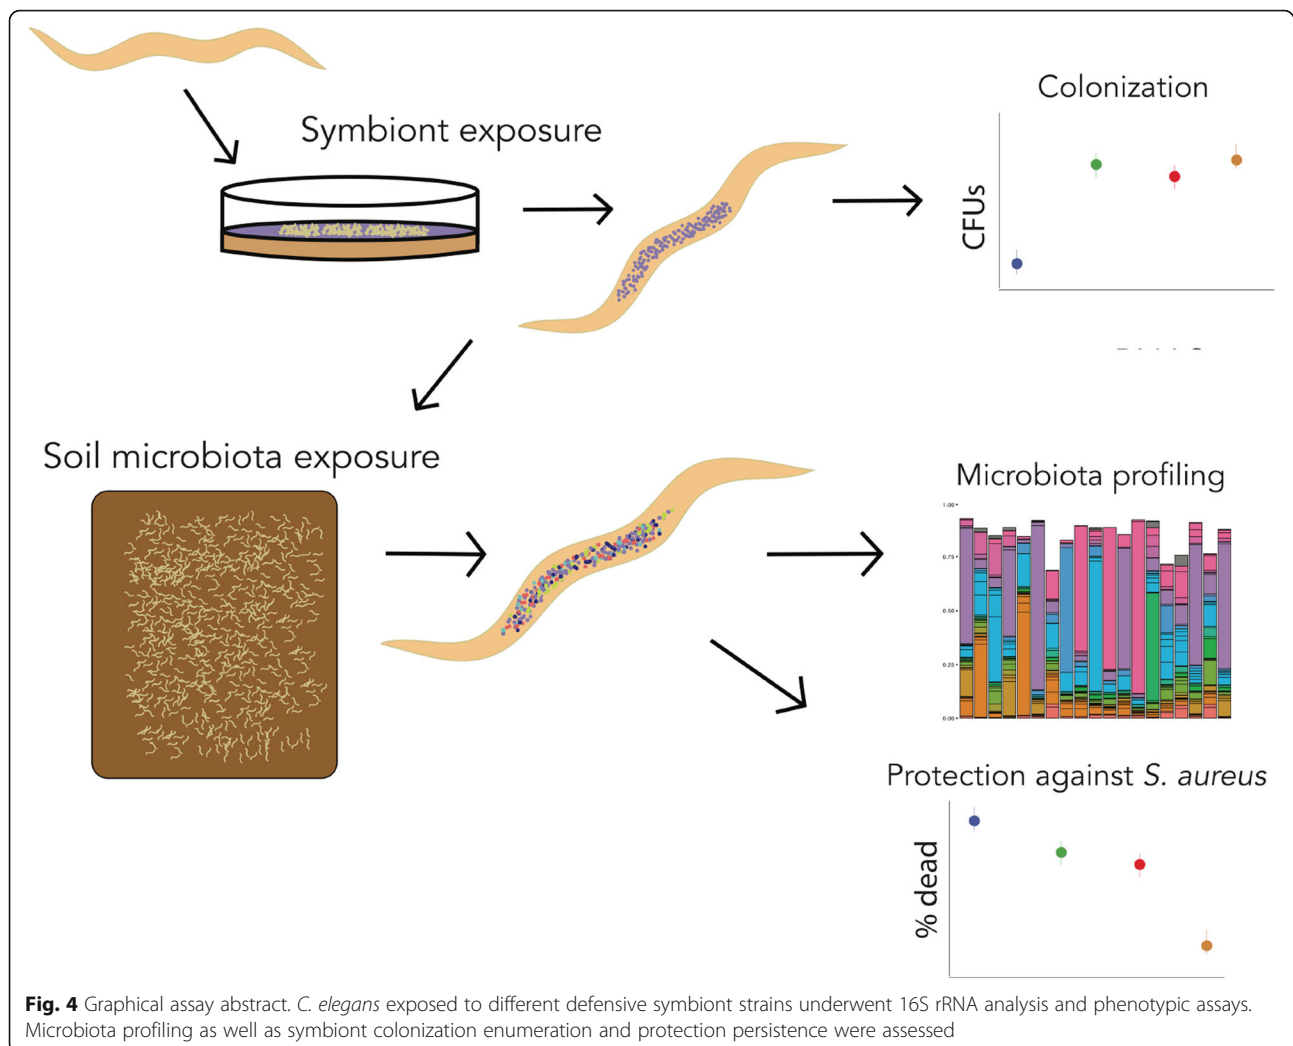 Symbiont exposure
Colonization
CFUs
Soil microbiota exposure
Microbiota profiling
1.00
0.75
0.50
0.25
0.00
Protection against S. aureus
% dead
Fig. 4 Graphical assay abstract. C. elegans exposed to different defensive symbiont strains underwent 16S rRNA analysis and phenotypic assays.
Microbiota profiling as well as symbiont colonization enumeration and protection persistence were assessed